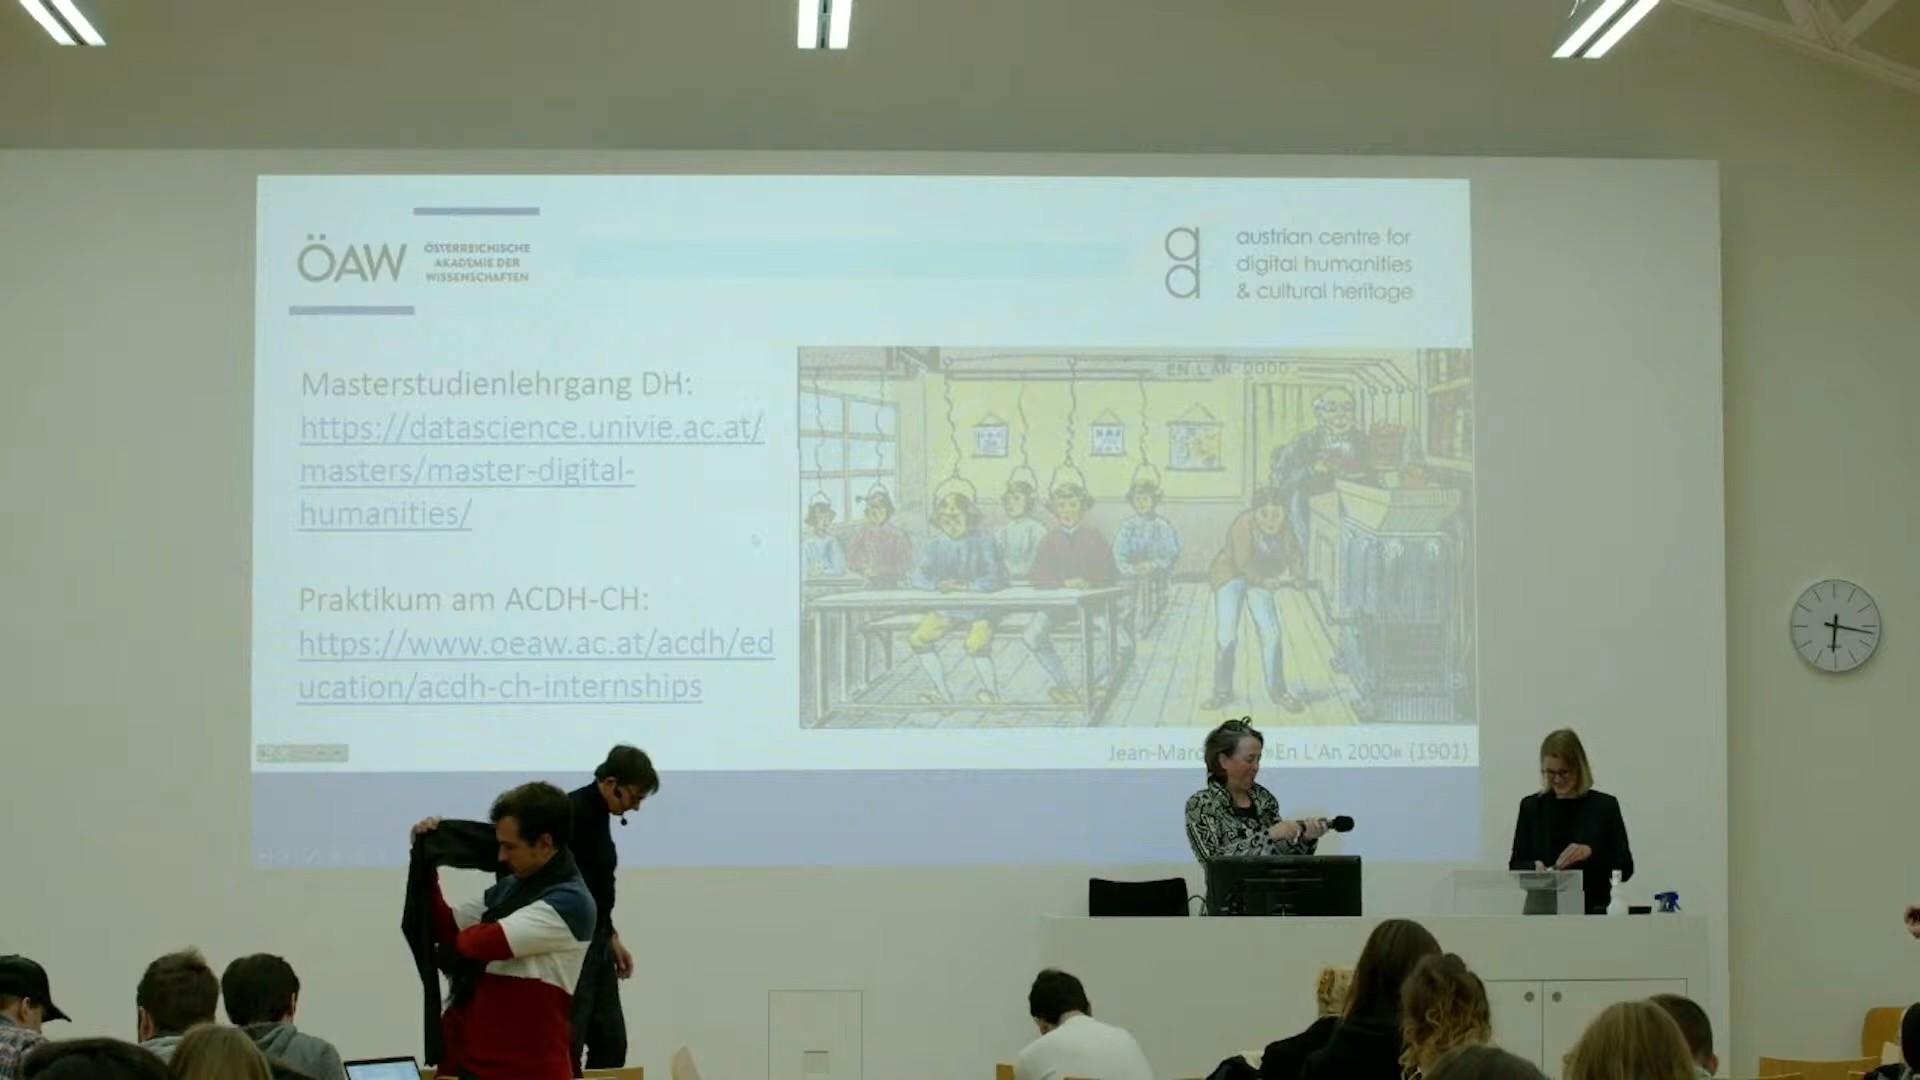 ÖAW
ÖSTERREICHISCHE
AKADEMIE DER
WISSENSCHAFTEN
austrian centre for
digital humanities
& cultural heritage
Masterstudienlehrgang DH:
https://datascience.univie.ac.at/
masters/master-digital-
humanities/
Praktikum am ACDH-CH:
https://www.oeaw.ac.at/acdh/ed
ucation/acdh-ch-internships
EN L'AN 2000
Jean-Marc »En L'An 2000« (1901)